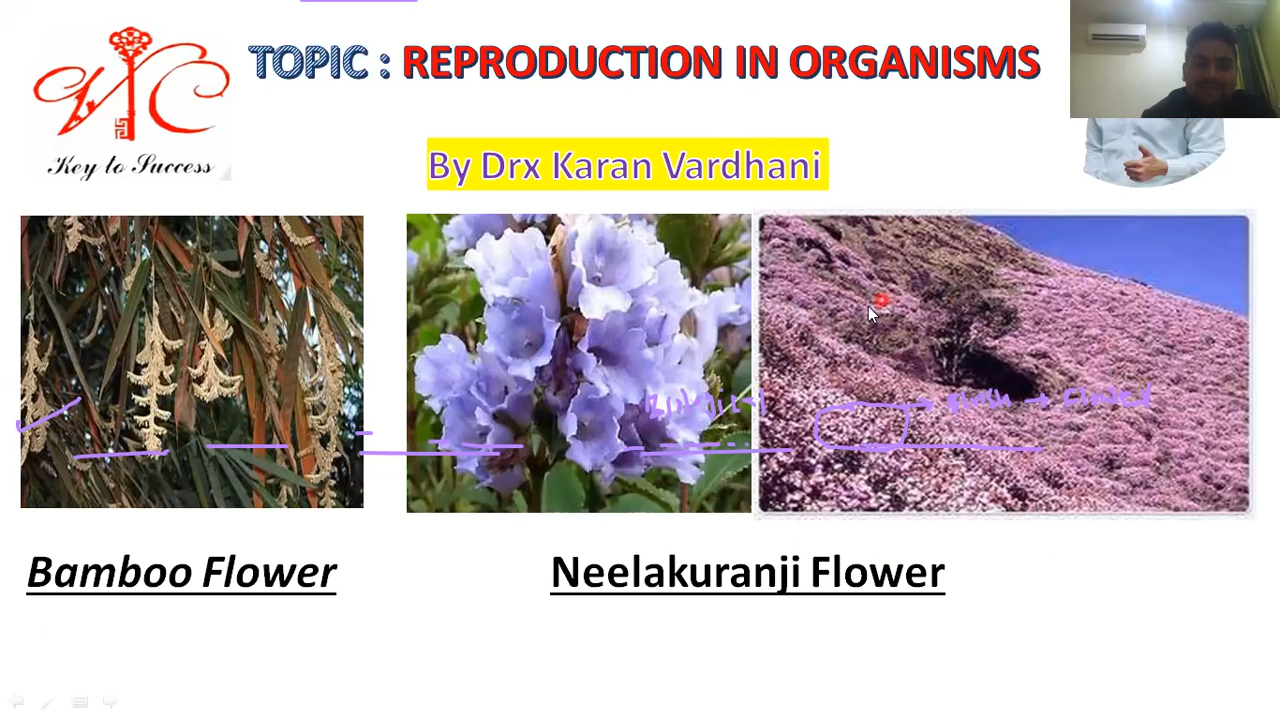 TOPIC : REPRODUCTION IN ORGANISMS
Key to Success
By Drx Karan Vardhani
Bamboo Flower
Neelakuranji Flower